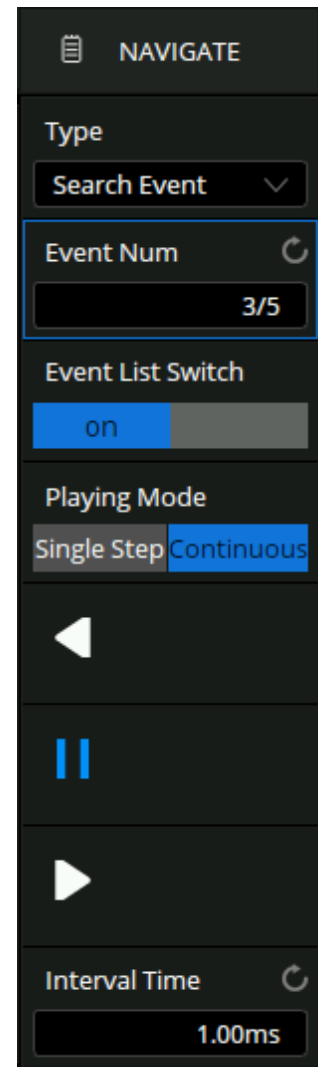 NAVIGATE
Type
Search Event
Event Num
3/5
Event List Switch
on
Playing Mode
Single Step Continuous
Interval Time
1.00ms